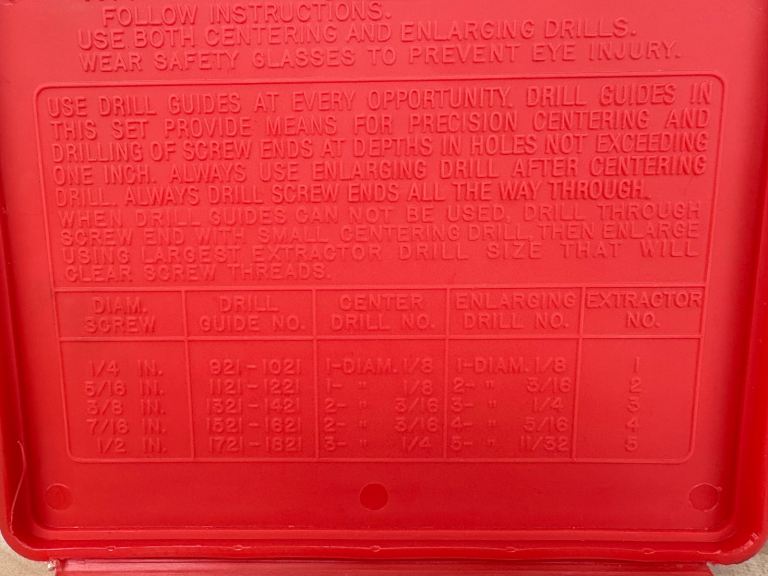 FOLLOW INSTRUCTIONS.
USE BOTH CENTERING AND ENLARGING DRILLS.
WEAR SAFETY GLASSES TO PREVENT EYE INJURY.
USE DRILL GUIDES AT EVERY OPPORTUNITY. DRILL GUIDES IN
THIS SET PROVIDE MEANS FOR PRECISION CENTERING AND
DRILLING OF SCREW ENDS AT DEPTHS IN HOLES NOT EXCEEDING
ONE INCH. ALWAYS USE ENLARGING DRILL AFTER CENTERING
DRILL. ALWAYS DRILL SCREW ENDS ALL THE WAY THROUGH.
WHEN DRILL GUIDES CAN NOT BE USED, DRILL THROUGH
SCREW END WITH SMALL CENTERING DRILL, THEN ENLARGE
USING LARGEST EXTRACTOR DRILL SIZE THAT WILL
CLEAR SCREW THREADS.
DIAM. SCREW DRILL GUIDE NO. CENTER DRILL NO. ENLARGING DRILL NO. EXTRACTOR NO.
1/4 IN. 921-1021 1-DIAM. 1/8 1-DIAM. 1/8 1
5/16 IN. 1121-1221 1- " 1/8 2- " 3/16 2
3/8 IN. 1321-1421 2- " 3/16 3- " 1/4 3
7/16 IN. 1521-1621 2- " 3/16 4- " 5/16 4
1/2 IN. 1721-1821 3- " 1/4 5- " 11/32 5